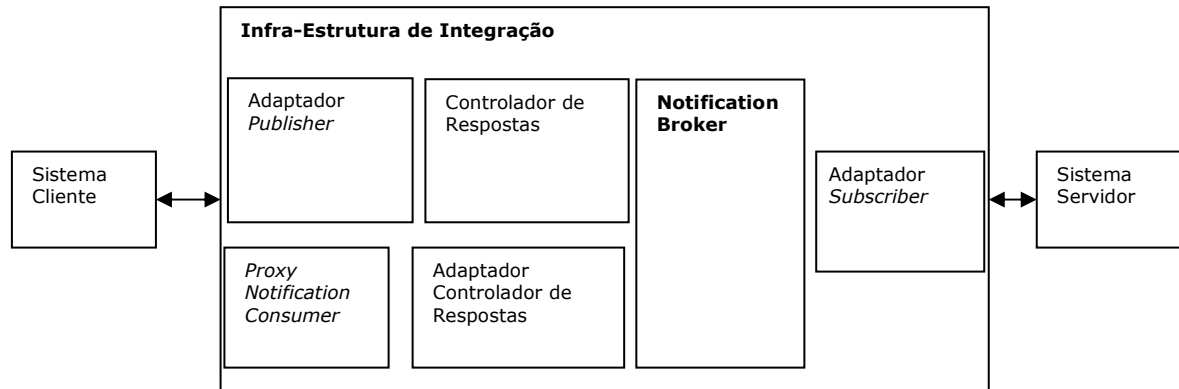 Infra-Estrutura de Integração
Adaptador
Publisher
Controlador de
Respostas
Notification
Broker
Sistema
Cliente
Adaptador
Subscriber
Sistema
Servidor
Proxy
Notification
Consumer
Adaptador
Controlador de
Respostas